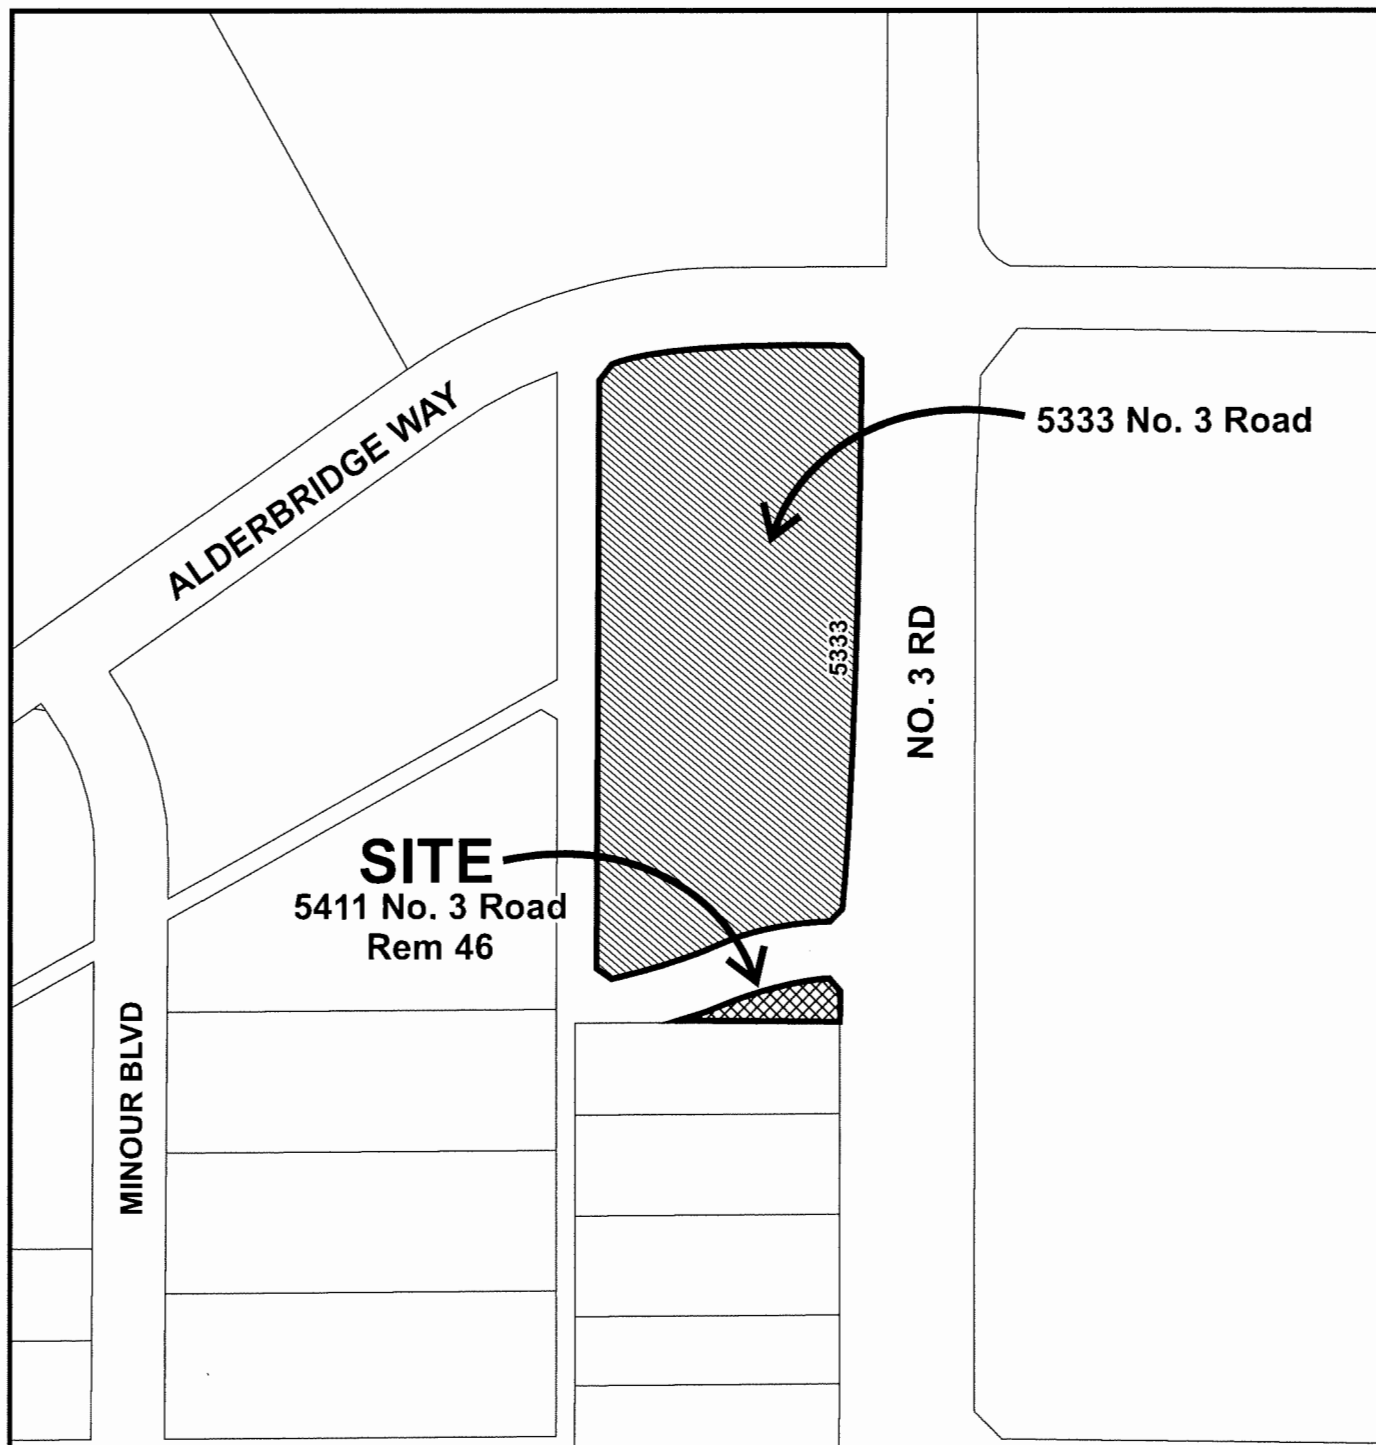 ALDERBRIDGE WAY
5333 No. 3 Road
5333
NO. 3 RD
SITE
5411 No. 3 Road
Rem 46
MINOUR BLVD